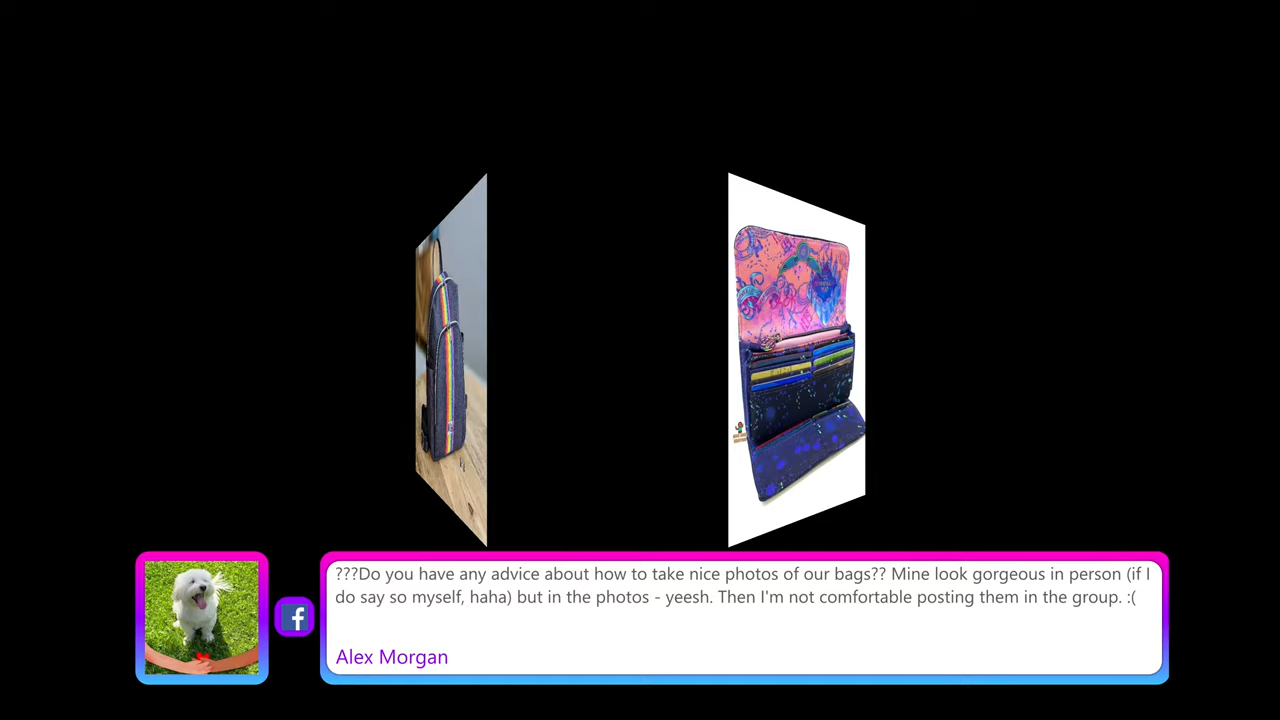 ???Do you have any advice about how to take nice photos of our bags?? Mine look gorgeous in person (if I
do say so myself, haha) but in the photos - yeesh. Then I'm not comfortable posting them in the group. :(
Alex Morgan